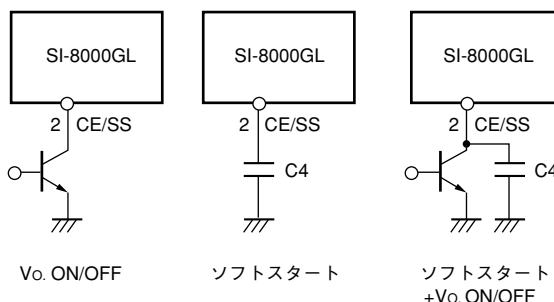 SI-8000GL
2 CE/SS
Vo. ON/OFF
SI-8000GL
2 CE/SS
C4
ソフトスタート
SI-8000GL
2 CE/SS
C4
ソフトスタート
+Vo. ON/OFF